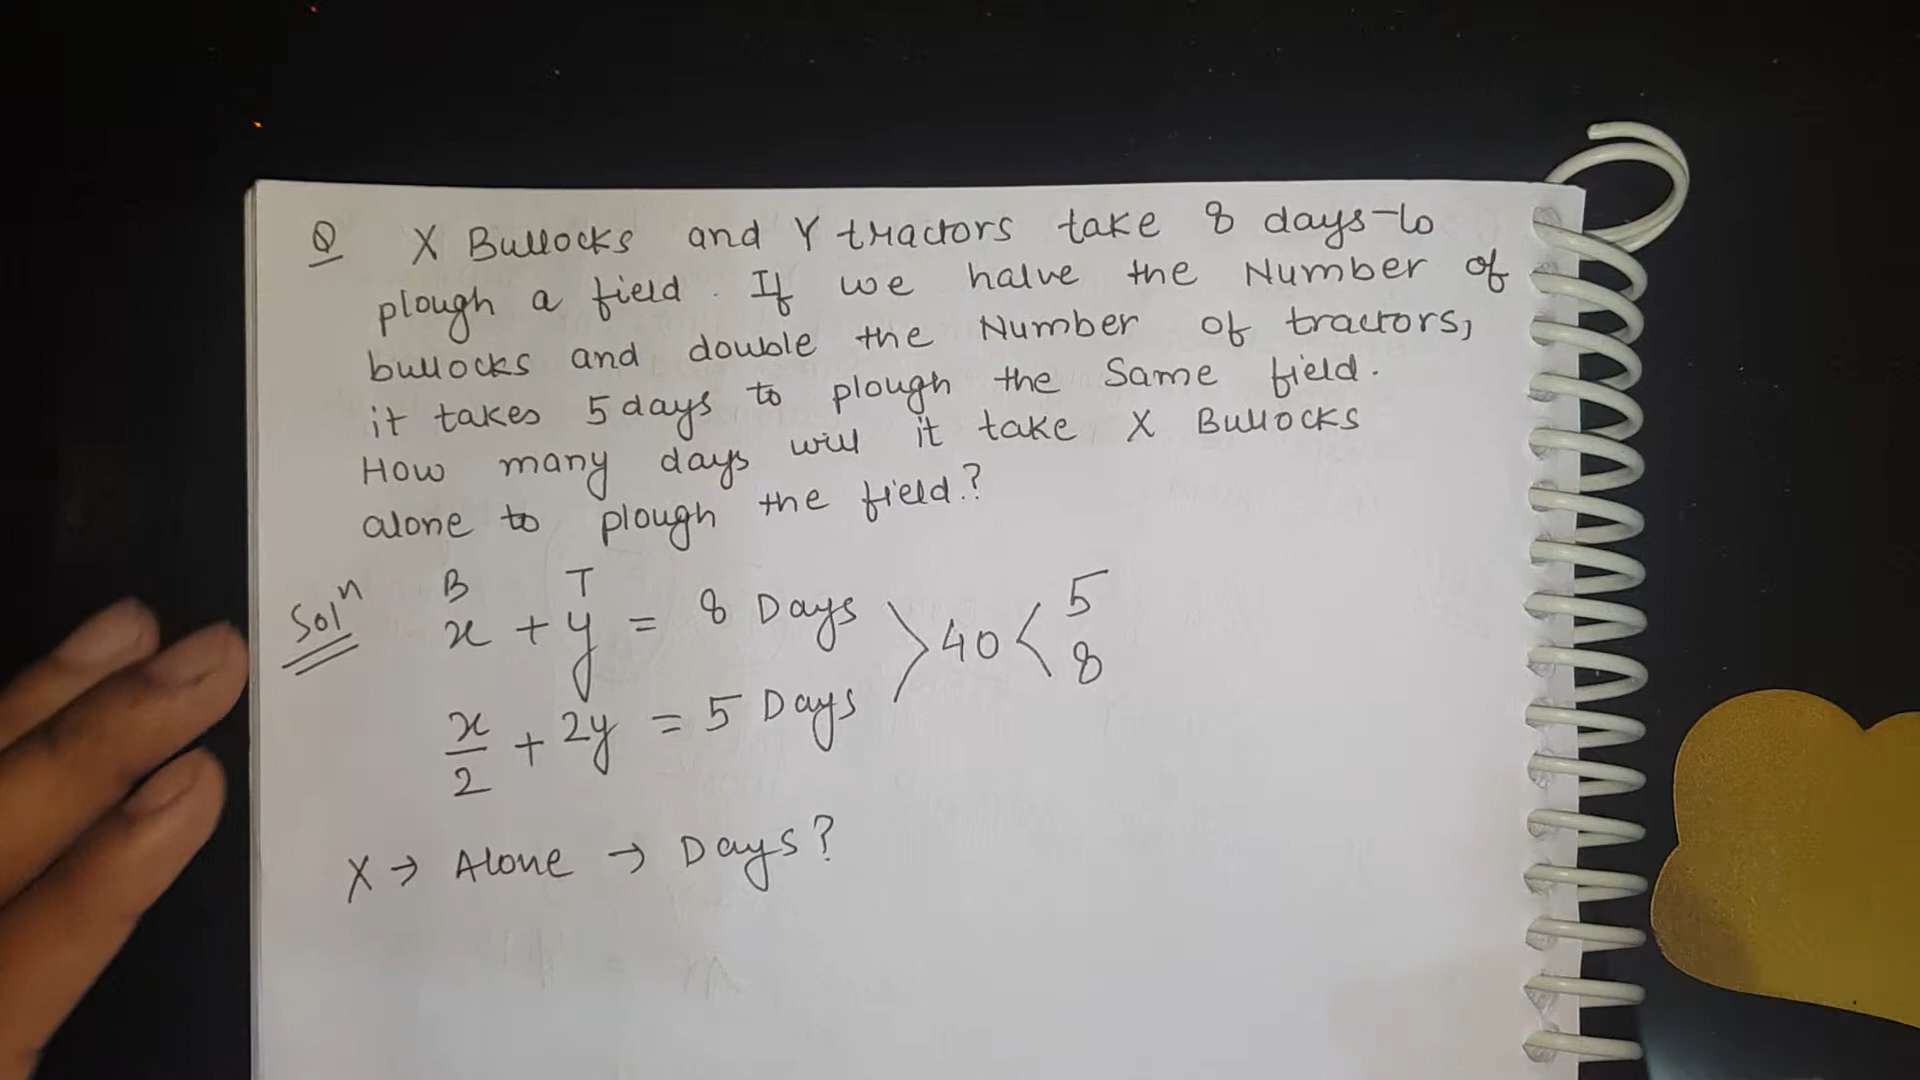 Q X Bullocks and Y tractors take 8 days to
plough a field. If we halve the Number of
bullocks and double the Number of tractors,
it takes 5 days to plough the Same field.
How many days will it take X Bullocks
alone to plough the field?
Solⁿ B T
x + y = 8 Days
x/2 + 2y = 5 Days
> 40 < 5
8
X → Alone → Days?